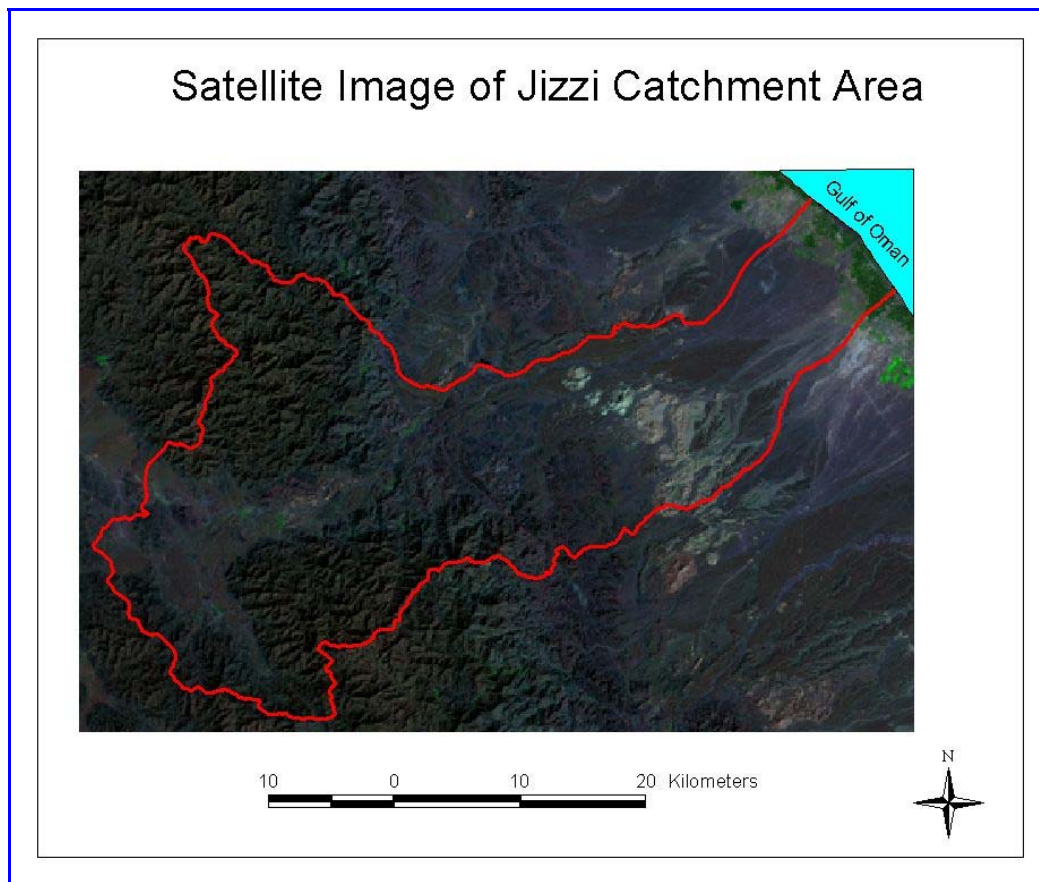 Satellite Image of Jizzi Catchment Area
Gulf of Oman
10 0 10 20 Kilometers
N